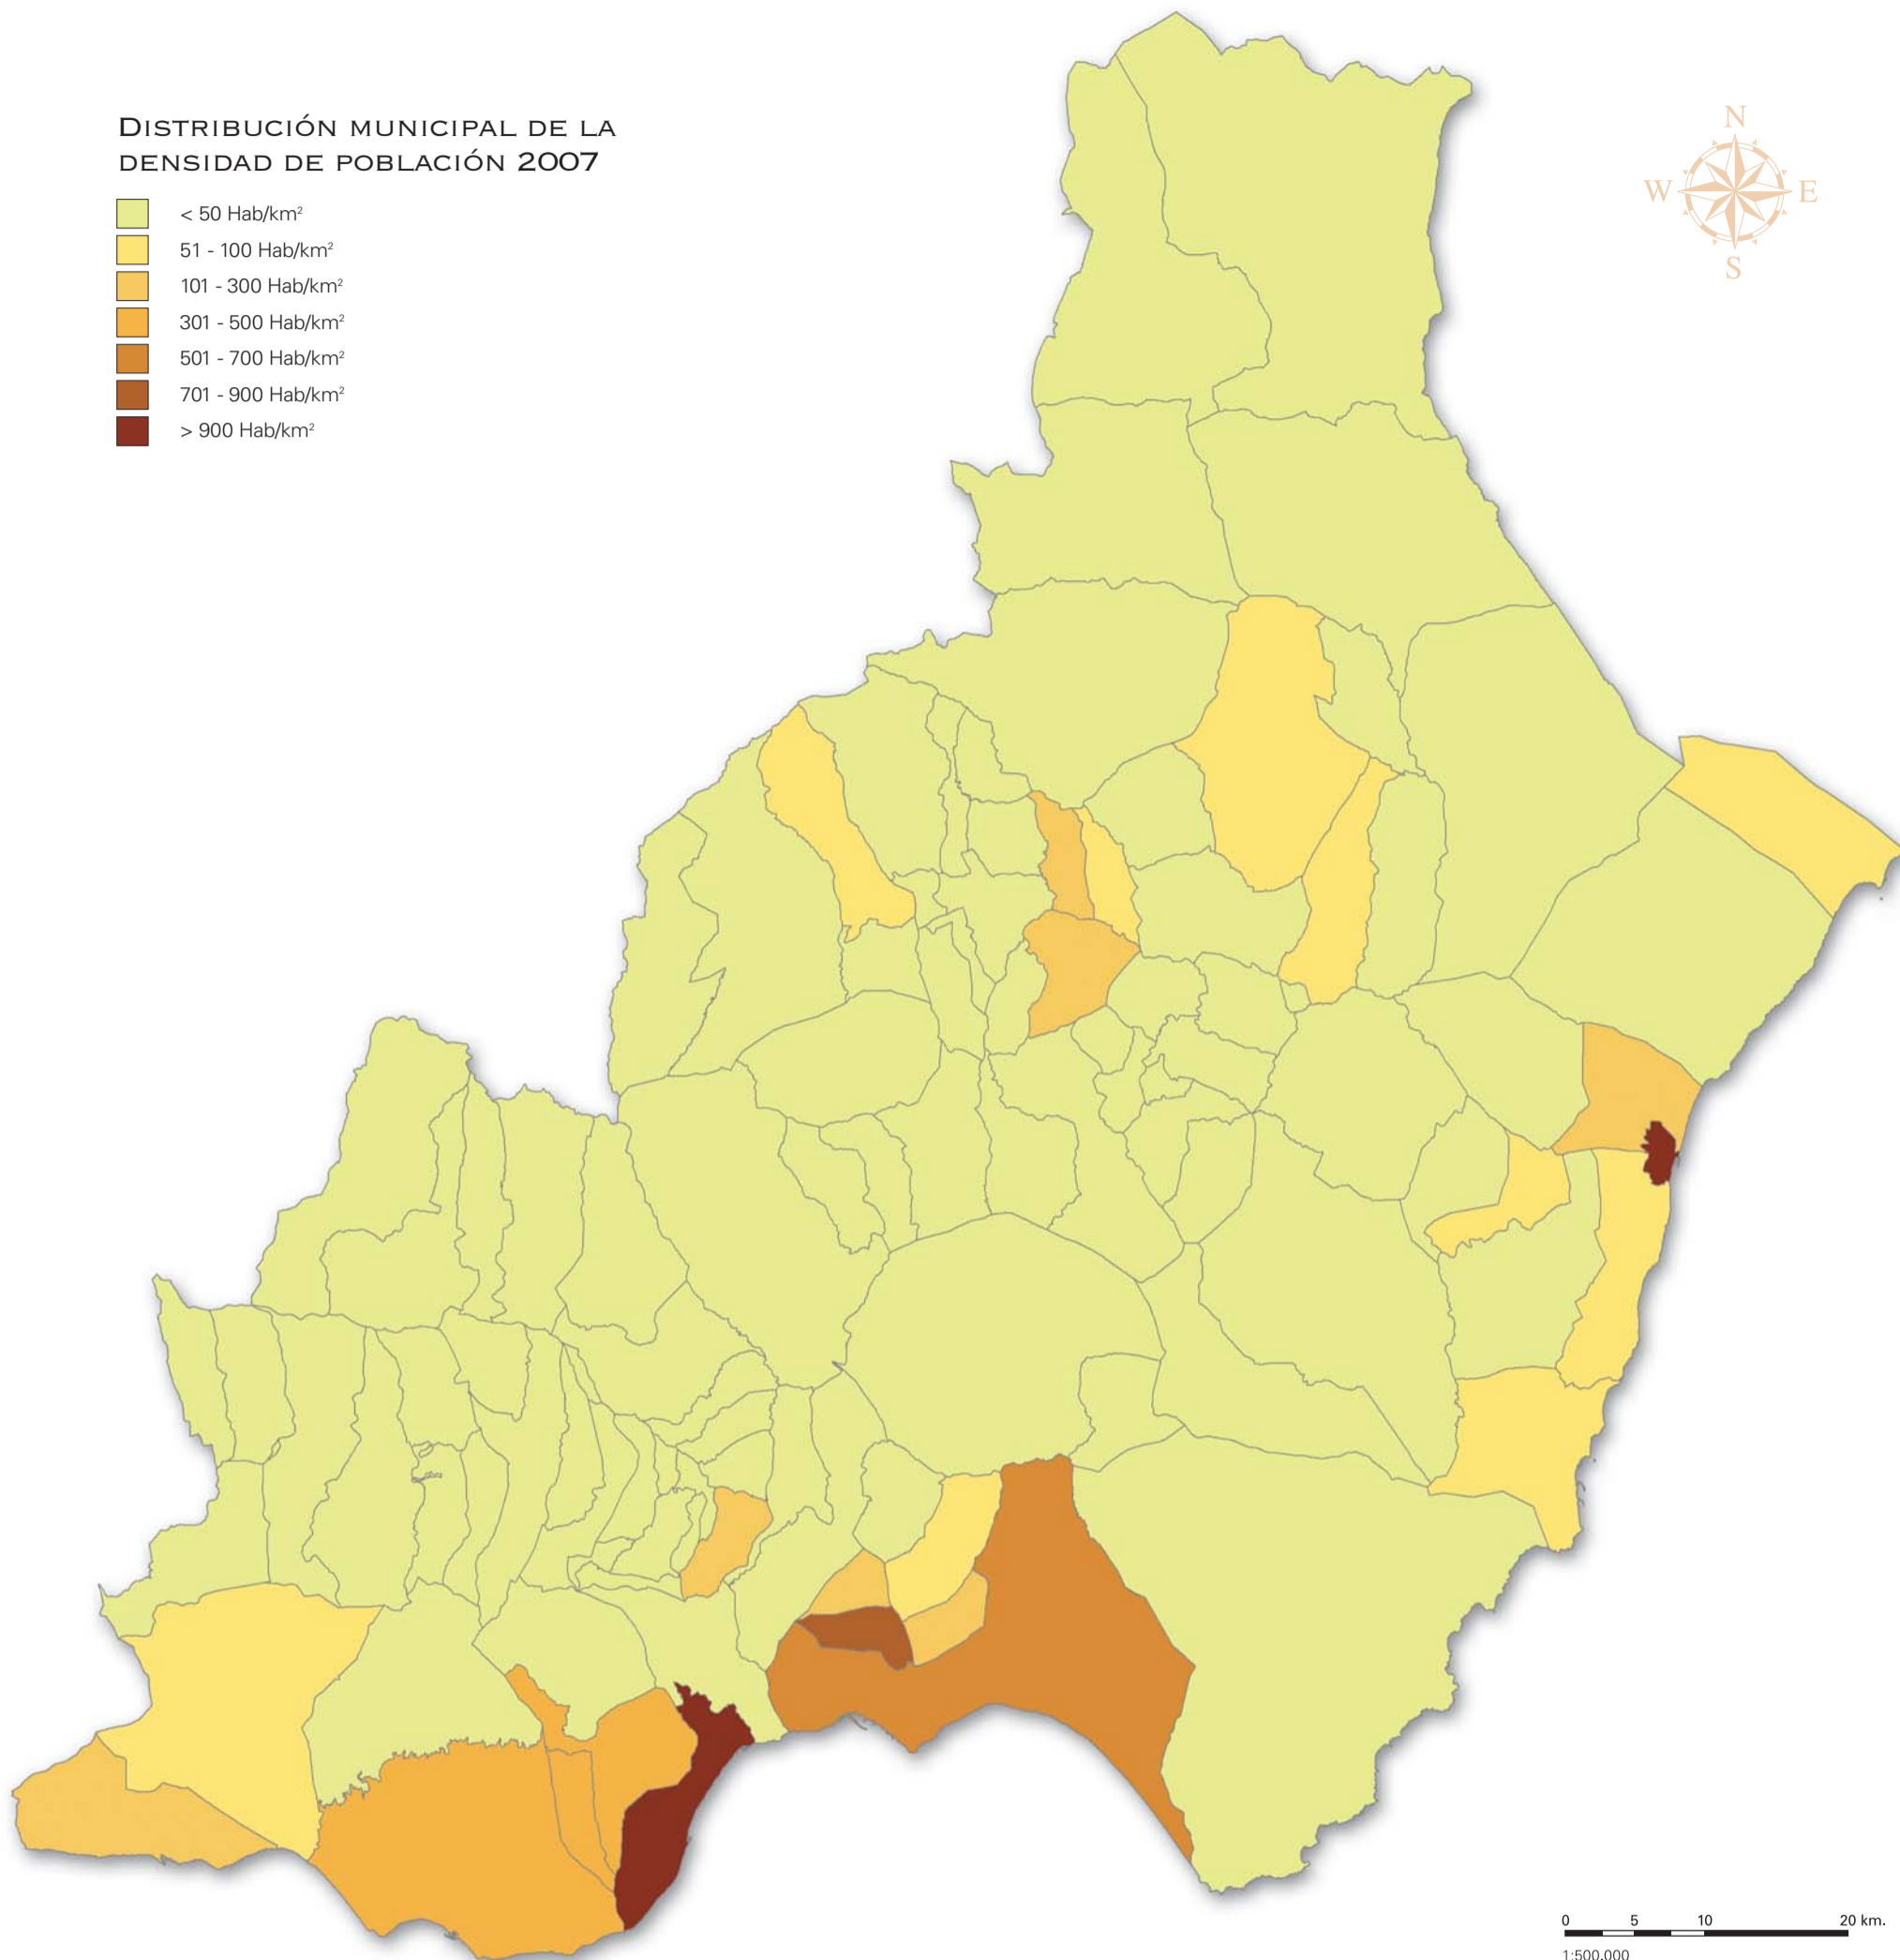 DISTRIBUCIÓN MUNICIPAL DE LA
DENSIDAD DE POBLACIÓN 2007
< 50 Hab/km²
51 - 100 Hab/km²
101 - 300 Hab/km²
301 - 500 Hab/km²
501 - 700 Hab/km²
701 - 900 Hab/km²
> 900 Hab/km²
N
W E
S
0 5 10 20 km.
1:500.000